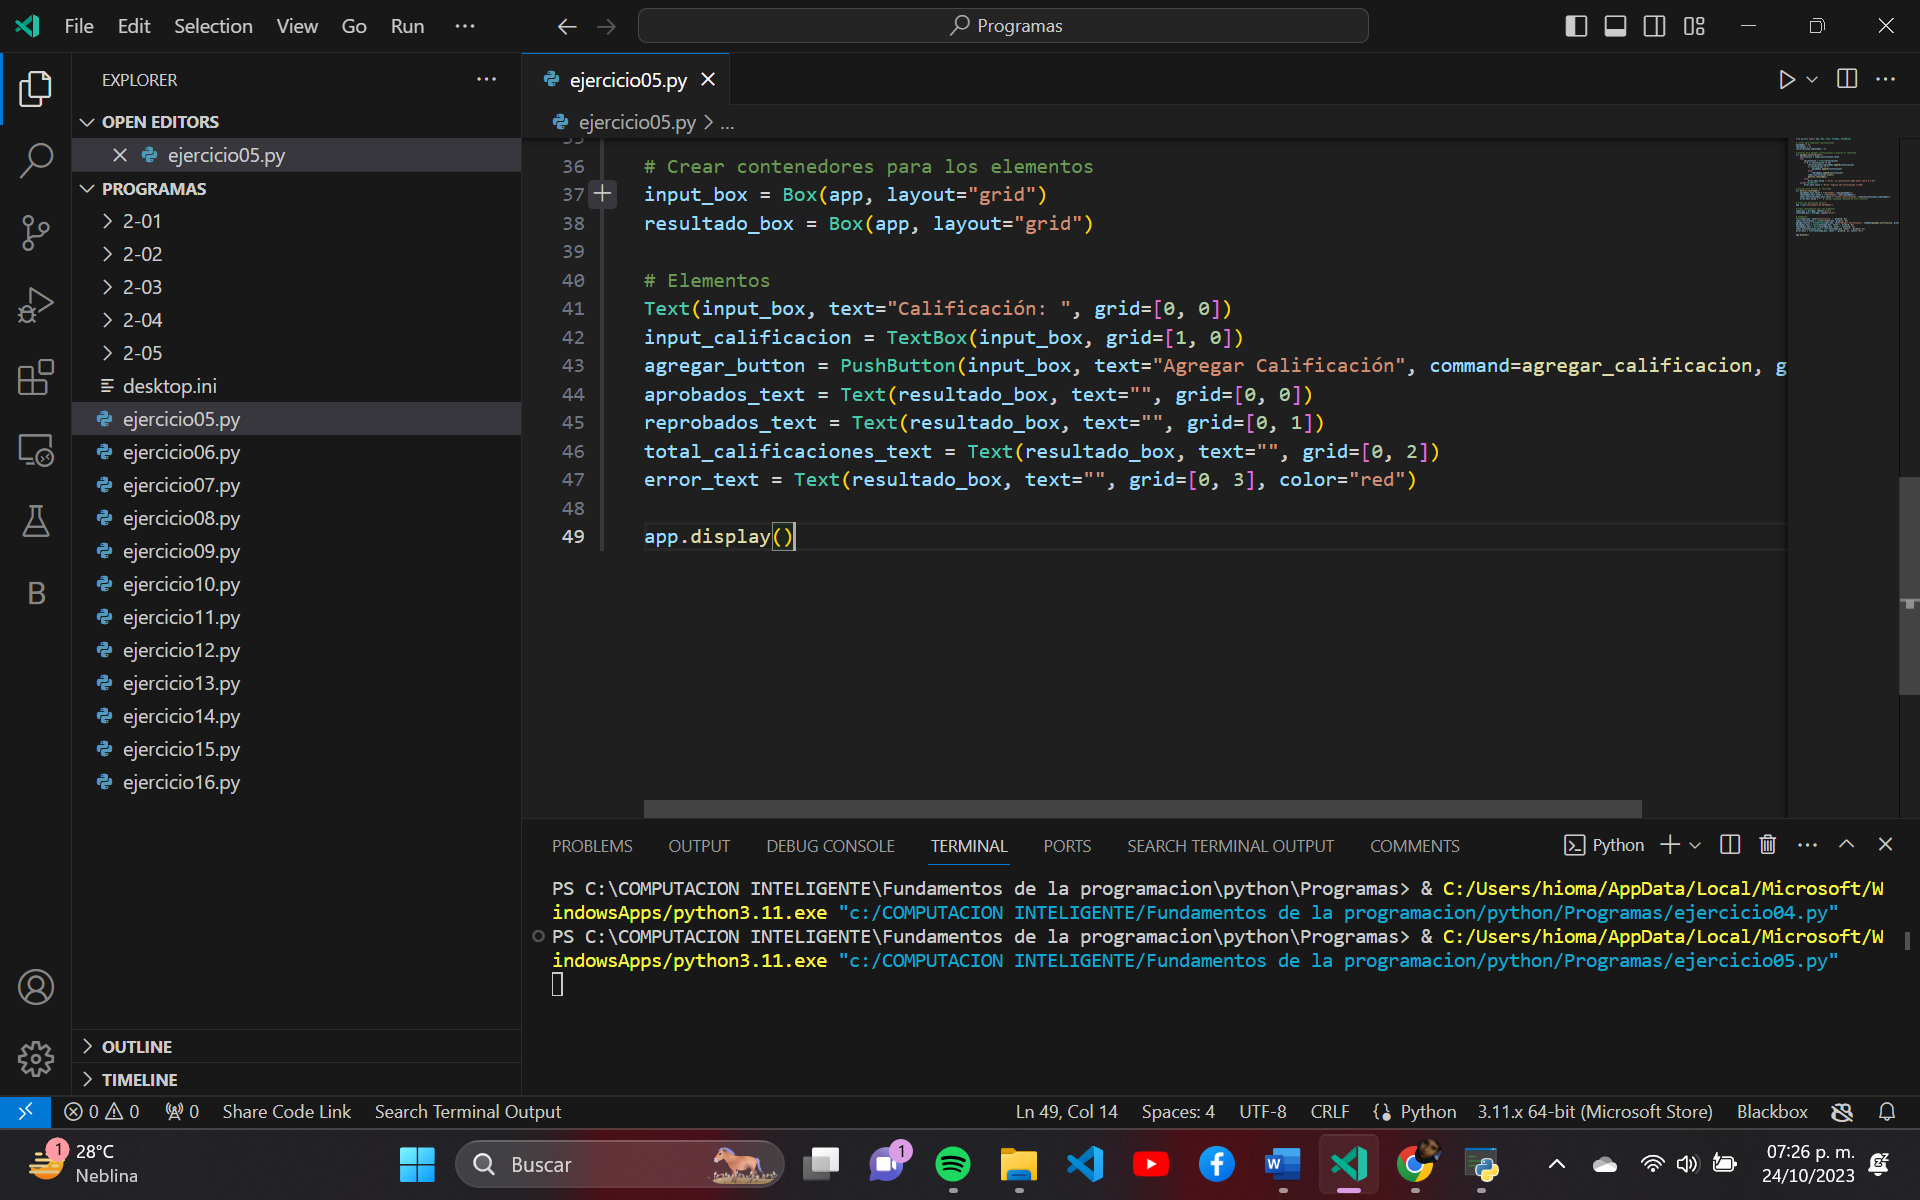 File Edit Selection View Go Run ···
Programas
EXPLORER
OPEN EDITORS
ejercicio05.py
PROGRAMAS
2-01
2-02
2-03
2-04
2-05
desktop.ini
ejercicio05.py
ejercicio06.py
ejercicio07.py
ejercicio08.py
ejercicio09.py
ejercicio10.py
ejercicio11.py
ejercicio12.py
ejercicio13.py
ejercicio14.py
ejercicio15.py
ejercicio16.py
OUTLINE
TIMELINE
ejercicio05.py
ejercicio05.py > ...
35
36 # Crear contenedores para los elementos
37 input_box = Box(app, layout="grid")
38 resultado_box = Box(app, layout="grid")
39
40 # Elementos
41 Text(input_box, text="Calificación: ", grid=[0, 0])
42 input_calificacion = TextBox(input_box, grid=[1, 0])
43 agregar_button = PushButton(input_box, text="Agregar Calificación", command=agregar_calificacion, g
44 aprobados_text = Text(resultado_box, text="", grid=[0, 0])
45 reprobados_text = Text(resultado_box, text="", grid=[0, 1])
46 total_calificaciones_text = Text(resultado_box, text="", grid=[0, 2])
47 error_text = Text(resultado_box, text="", grid=[0, 3], color="red")
48
49 app.display()
PROBLEMS OUTPUT DEBUG CONSOLE TERMINAL PORTS SEARCH TERMINAL OUTPUT COMMENTS Python
PS C:\COMPUTACION INTELIGENTE\Fundamentos de la programacion\python\Programas> & C:/Users/hioma/AppData/Local/Microsoft/W
indowsApps/python3.11.exe "c:/COMPUTACION INTELIGENTE/Fundamentos de la programacion/python/Programas/ejercicio04.py"
PS C:\COMPUTACION INTELIGENTE\Fundamentos de la programacion\python\Programas> & C:/Users/hioma/AppData/Local/Microsoft/W
indowsApps/python3.11.exe "c:/COMPUTACION INTELIGENTE/Fundamentos de la programacion/python/Programas/ejercicio05.py"
0 0 0 Share Code Link Search Terminal Output Ln 49, Col 14 Spaces: 4 UTF-8 CRLF Python 3.11.x 64-bit (Microsoft Store) Blackbox
1 28°C
Neblina
Buscar
1
07:26 p. m.
24/10/2023